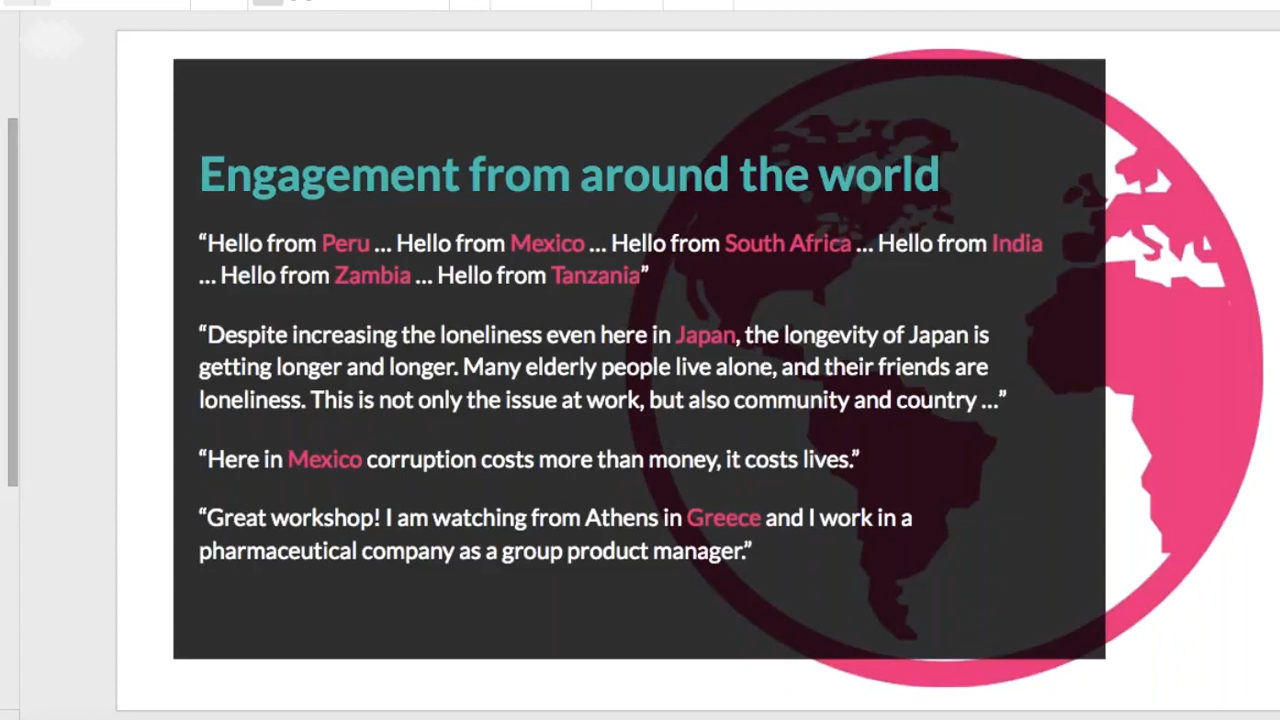 Engagement from around the world
“Hello from Peru ... Hello from Mexico ... Hello from South Africa ... Hello from India
... Hello from Zambia ... Hello from Tanzania”
“Despite increasing the loneliness even here in Japan, the longevity of Japan is
getting longer and longer. Many elderly people live alone, and their friends are
loneliness. This is not only the issue at work, but also community and country ...”
“Here in Mexico corruption costs more than money, it costs lives.”
“Great workshop! I am watching from Athens in Greece and I work in a
pharmaceutical company as a group product manager.”